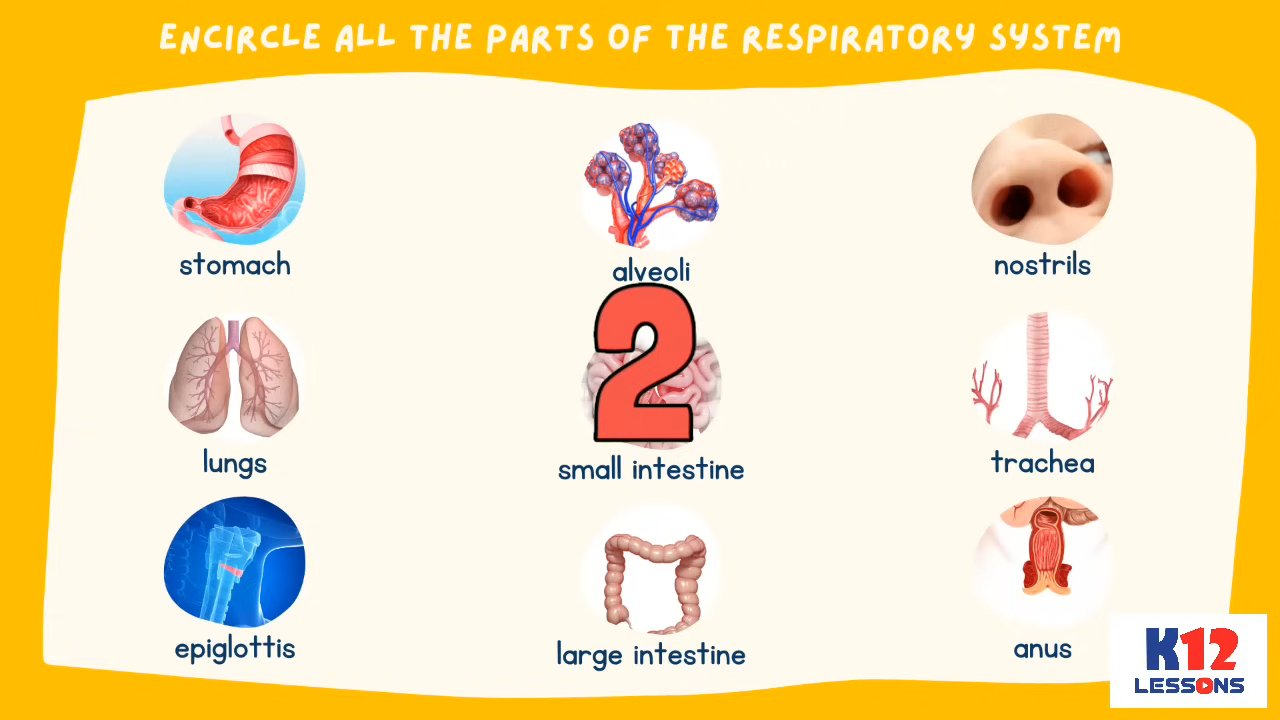 ENCIRCLE ALL THE PARTS OF THE RESPIRATORY SYSTEM
stomach
alveoli
nostrils
2
lungs
small intestine
trachea
epiglottis
large intestine
anus
K12
LESSONS